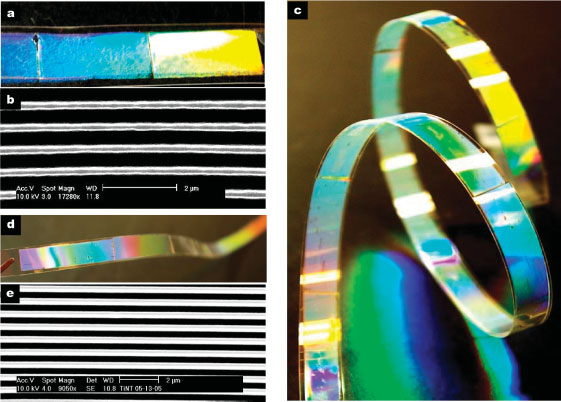 a
b
Acc.V Spot Magn WD 2 μm
10.0 kV 3.0 17280x 11.8
c
d
e
Acc.V Spot Magn Det WD 2 μm
10.0 kV 4.0 9050x SE 10.8 TiNT 05-13-05